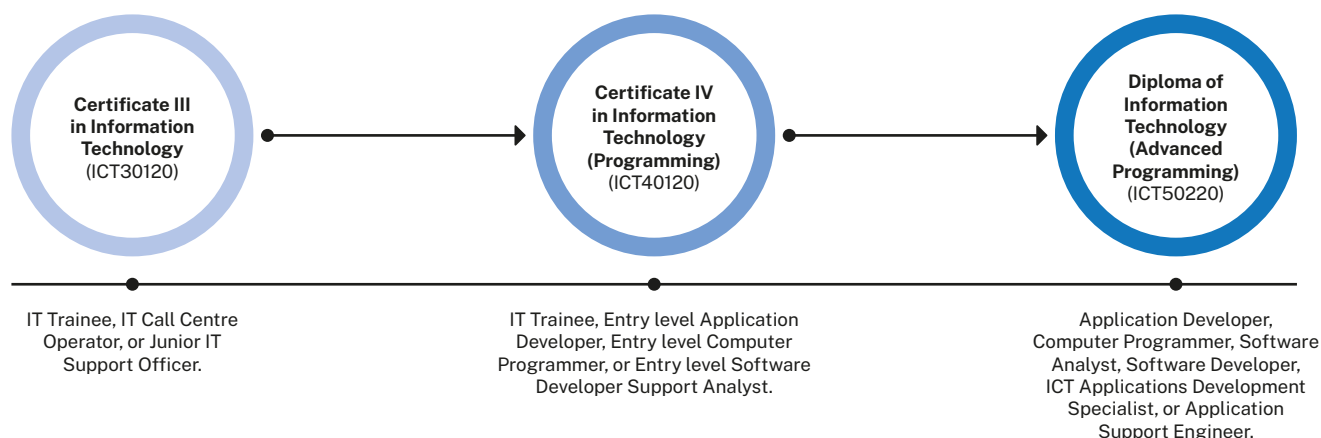 Certificate III
in Information
Technology
(ICT30120)
Certificate IV
in Information
Technology
(Programming)
(ICT40120)
Diploma of
Information
Technology
(Advanced
Programming)
(ICT50220)
IT Trainee, IT Call Centre
Operator, or Junior IT
Support Officer.
IT Trainee, Entry level Application
Developer, Entry level Computer
Programmer, or Entry level Software
Developer Support Analyst.
Application Developer,
Computer Programmer, Software
Analyst, Software Developer,
ICT Applications Development
Specialist, or Application
Support Engineer.